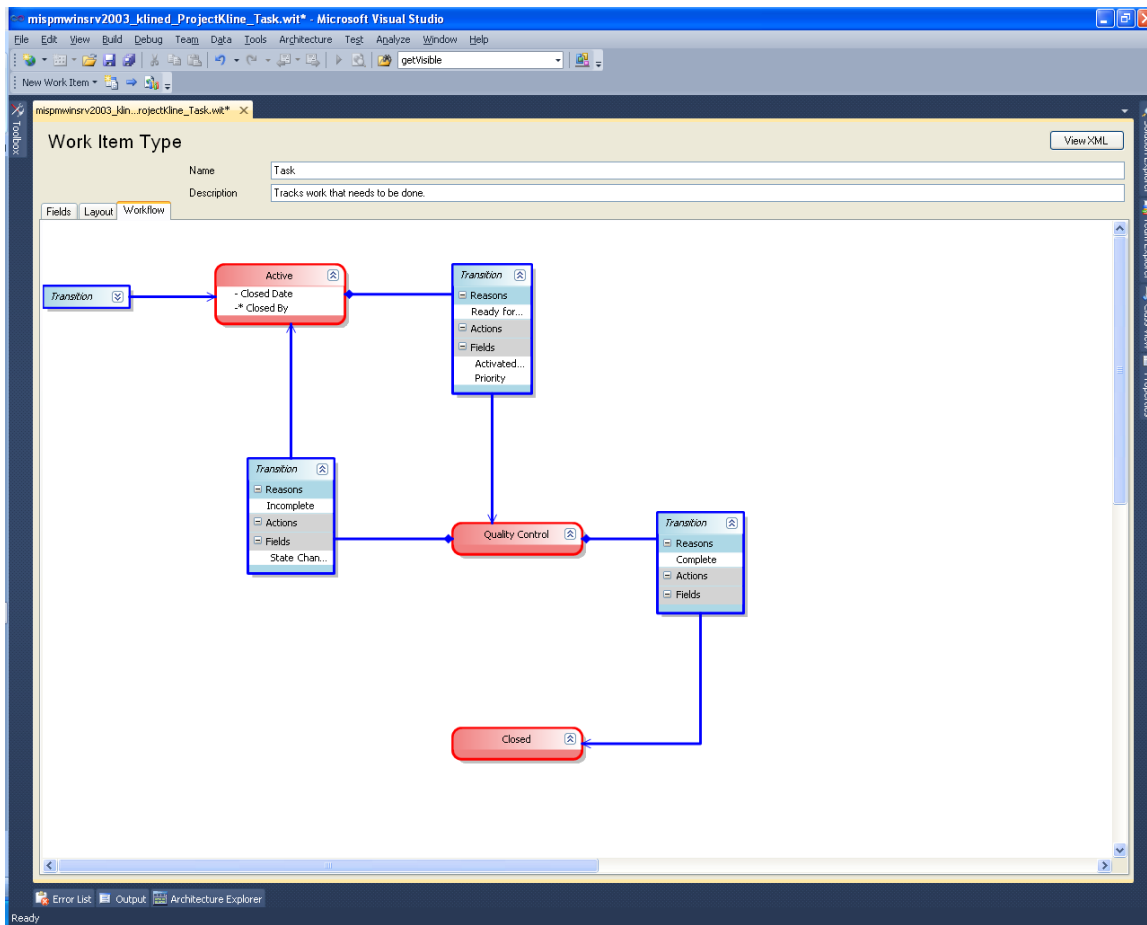 mispmwinsrv2003_klined_ProjectKline_Task.wit* - Microsoft Visual Studio
File Edit View Build Debug Team Data Tools Architecture Test Analyze Window Help
getVisible
New Work Item
mispmwinsrv2003_klin...rojectKline_Task.wit*
Toolbox
Work Item Type
View XML
Name Task
Description Tracks work that needs to be done.
Fields Layout Workflow
Transition
Active
- Closed Date
-* Closed By
Transition
Reasons
Ready for...
Actions
Fields
Activated...
Priority
Transition
Reasons
Incomplete
Actions
Fields
State Chan...
Quality Control
Transition
Reasons
Complete
Actions
Fields
Closed
Error List Output Architecture Explorer
Ready